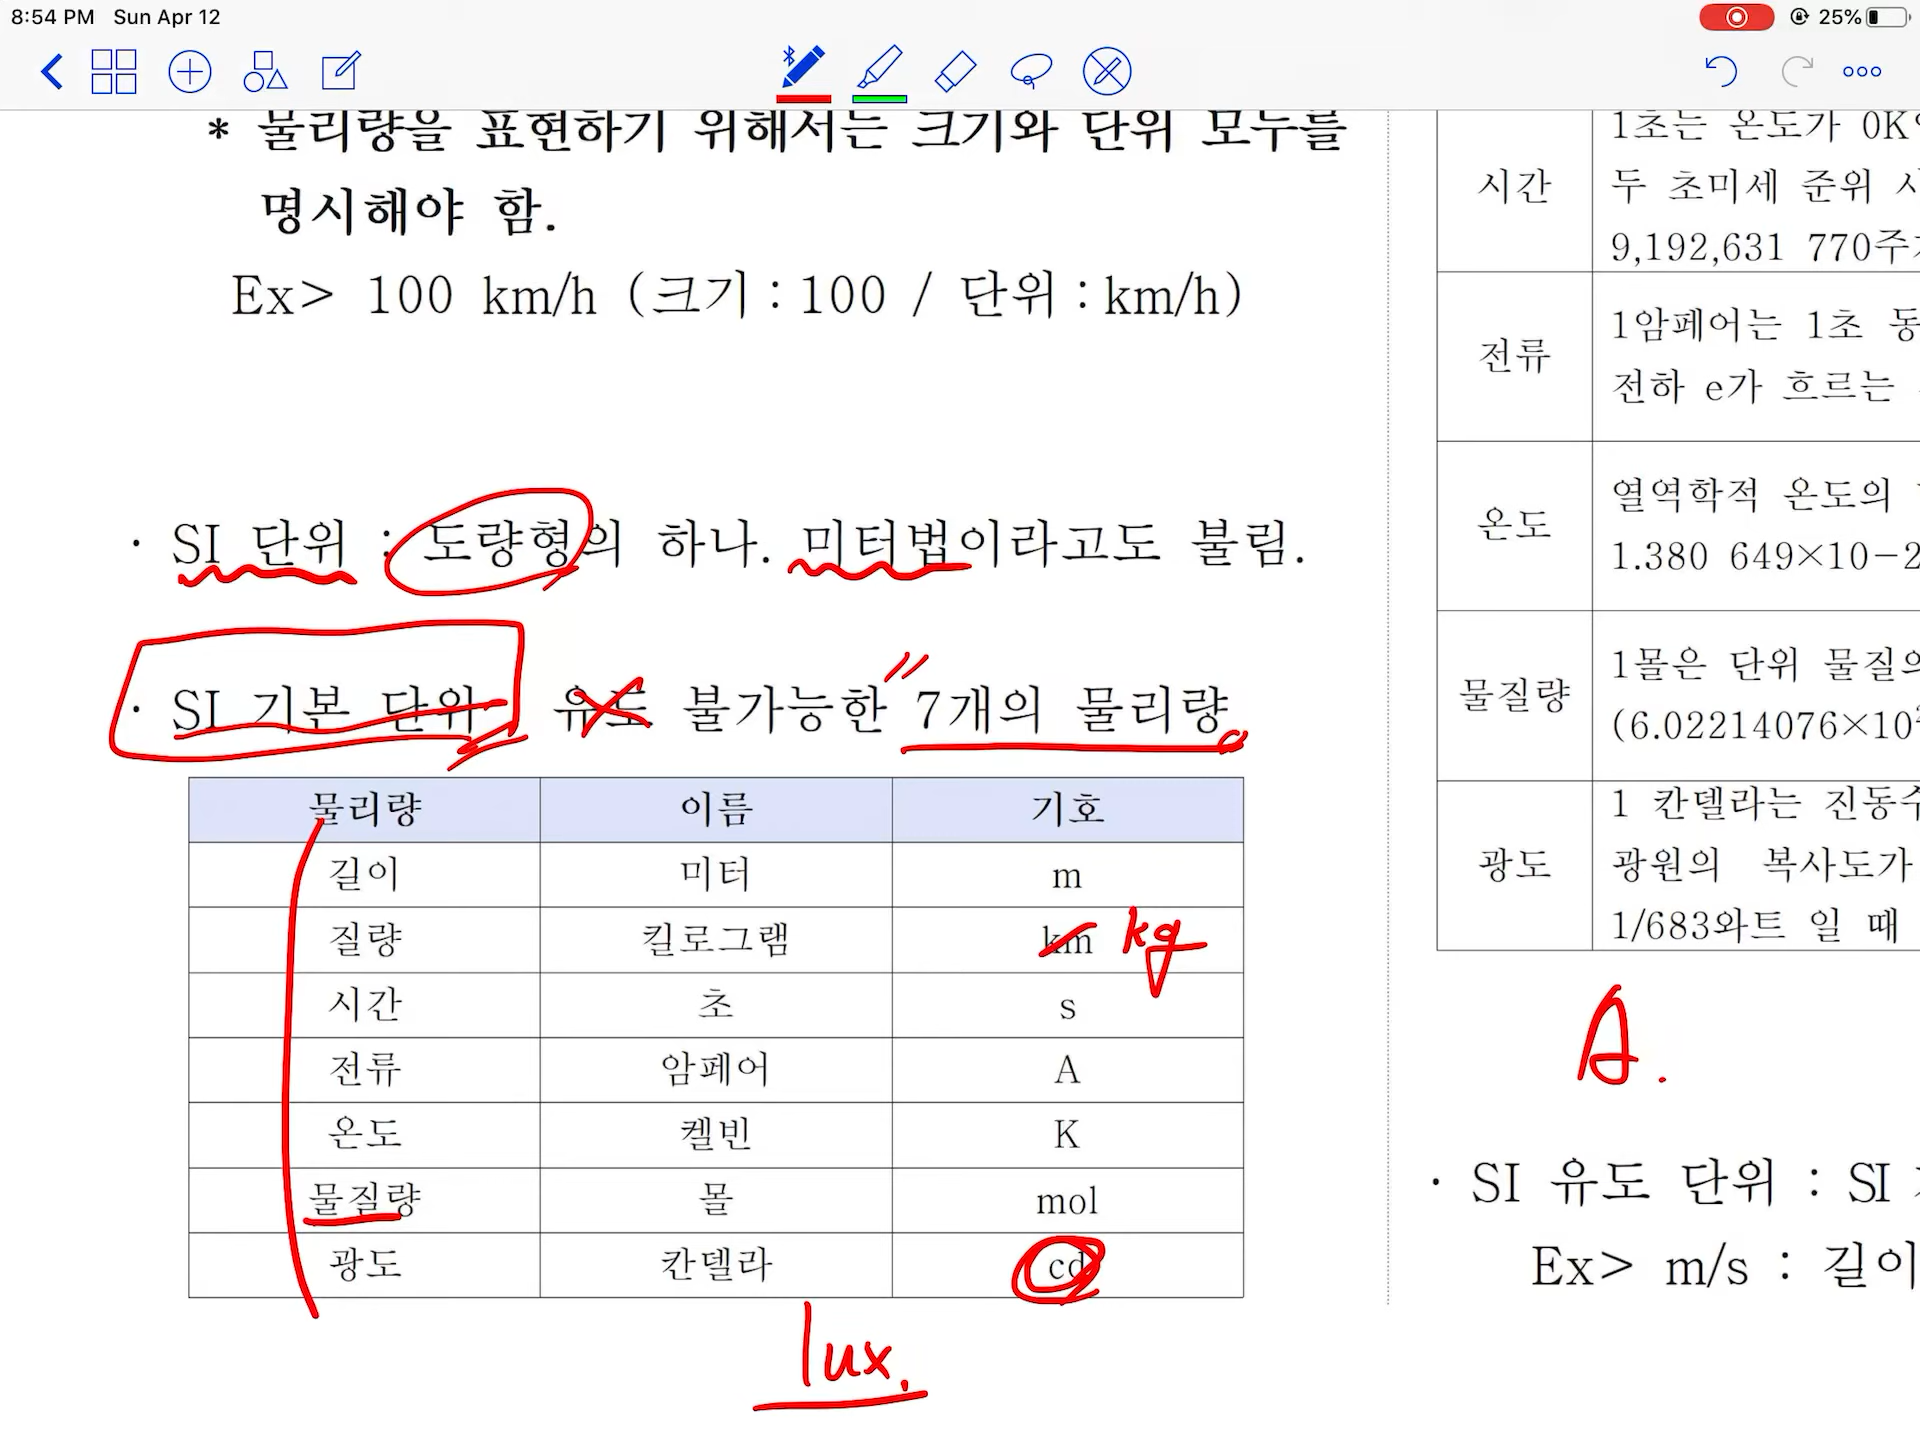 8:54 PM Sun Apr 12
25%
* 물리량을 표현하기 위해서는 크기와 단위 모두를
명시해야 함.
Ex> 100 km/h (크기 : 100 / 단위 : km/h)
· SI 단위 : 도량형의 하나. 미터법이라고도 불림.
· SI 기본 단위 유도 불가능한 7개의 물리량
물리량 이름 기호
길이 미터 m
질량 킬로그램 km kg
시간 초 s
전류 암페어 A
온도 켈빈 K
물질량 몰 mol
광도 칸델라 cd
lux.
1초는 온도가 0K
시간 두 초미세 준위
9,192,631 770주
전류 1암페어는 1초 동
전하 e가 흐르는
온도 열역학적 온도의
1.380 649×10-2
물질량 1몰은 단위 물질의
(6.02214076×10
1 칸델라는 진동수
광도 광원의 복사도가
1/683와트 일 때
A.
· SI 유도 단위 : SI
Ex> m/s : 길이